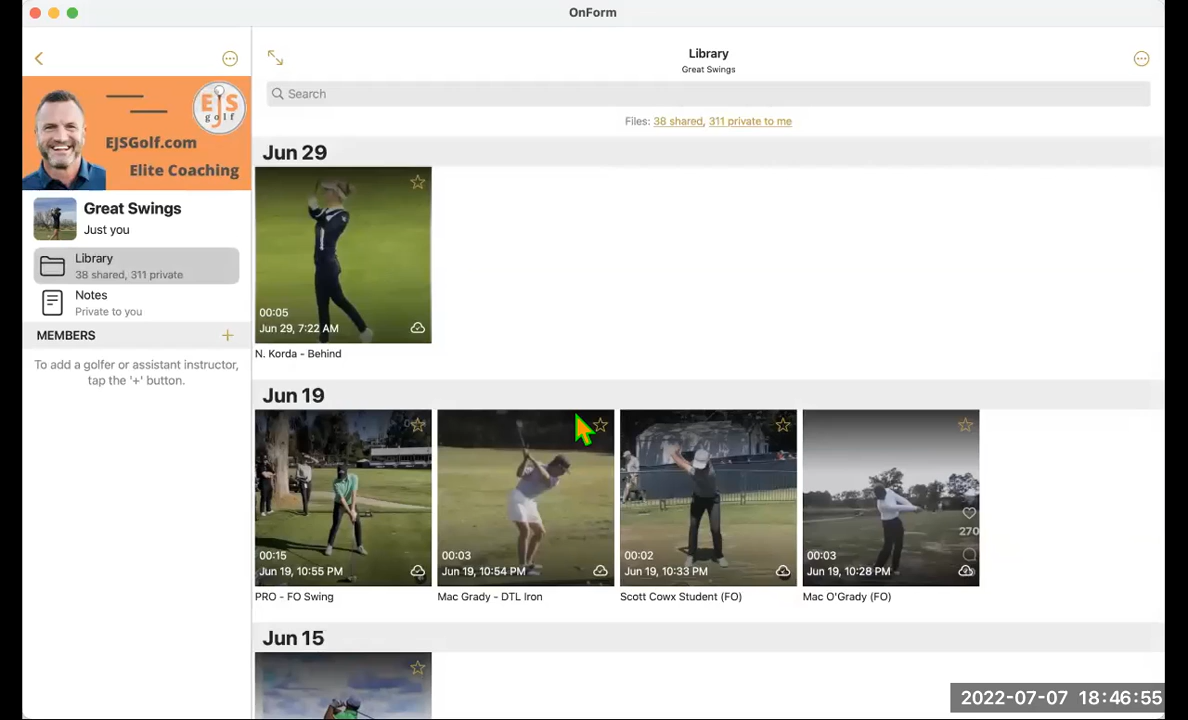 OnForm
EJS
golf
EJSGolf.com
Elite Coaching
Great Swings
Just you
Library
38 shared, 311 private
Notes
Private to you
MEMBERS
To add a golfer or assistant instructor,
tap the '+' button.
Library
Great Swings
Search
Files: 38 shared, 311 private to me
Jun 29
00:05
Jun 29, 7:22 AM
N. Korda - Behind
Jun 19
00:15
Jun 19, 10:55 PM
PRO - FO Swing
00:03
Jun 19, 10:54 PM
Mac Grady - DTL Iron
00:02
Jun 19, 10:33 PM
Scott Cowx Student (FO)
270
00:03
Jun 19, 10:28 PM
Mac O'Grady (FO)
Jun 15
2022-07-07 18:46:55